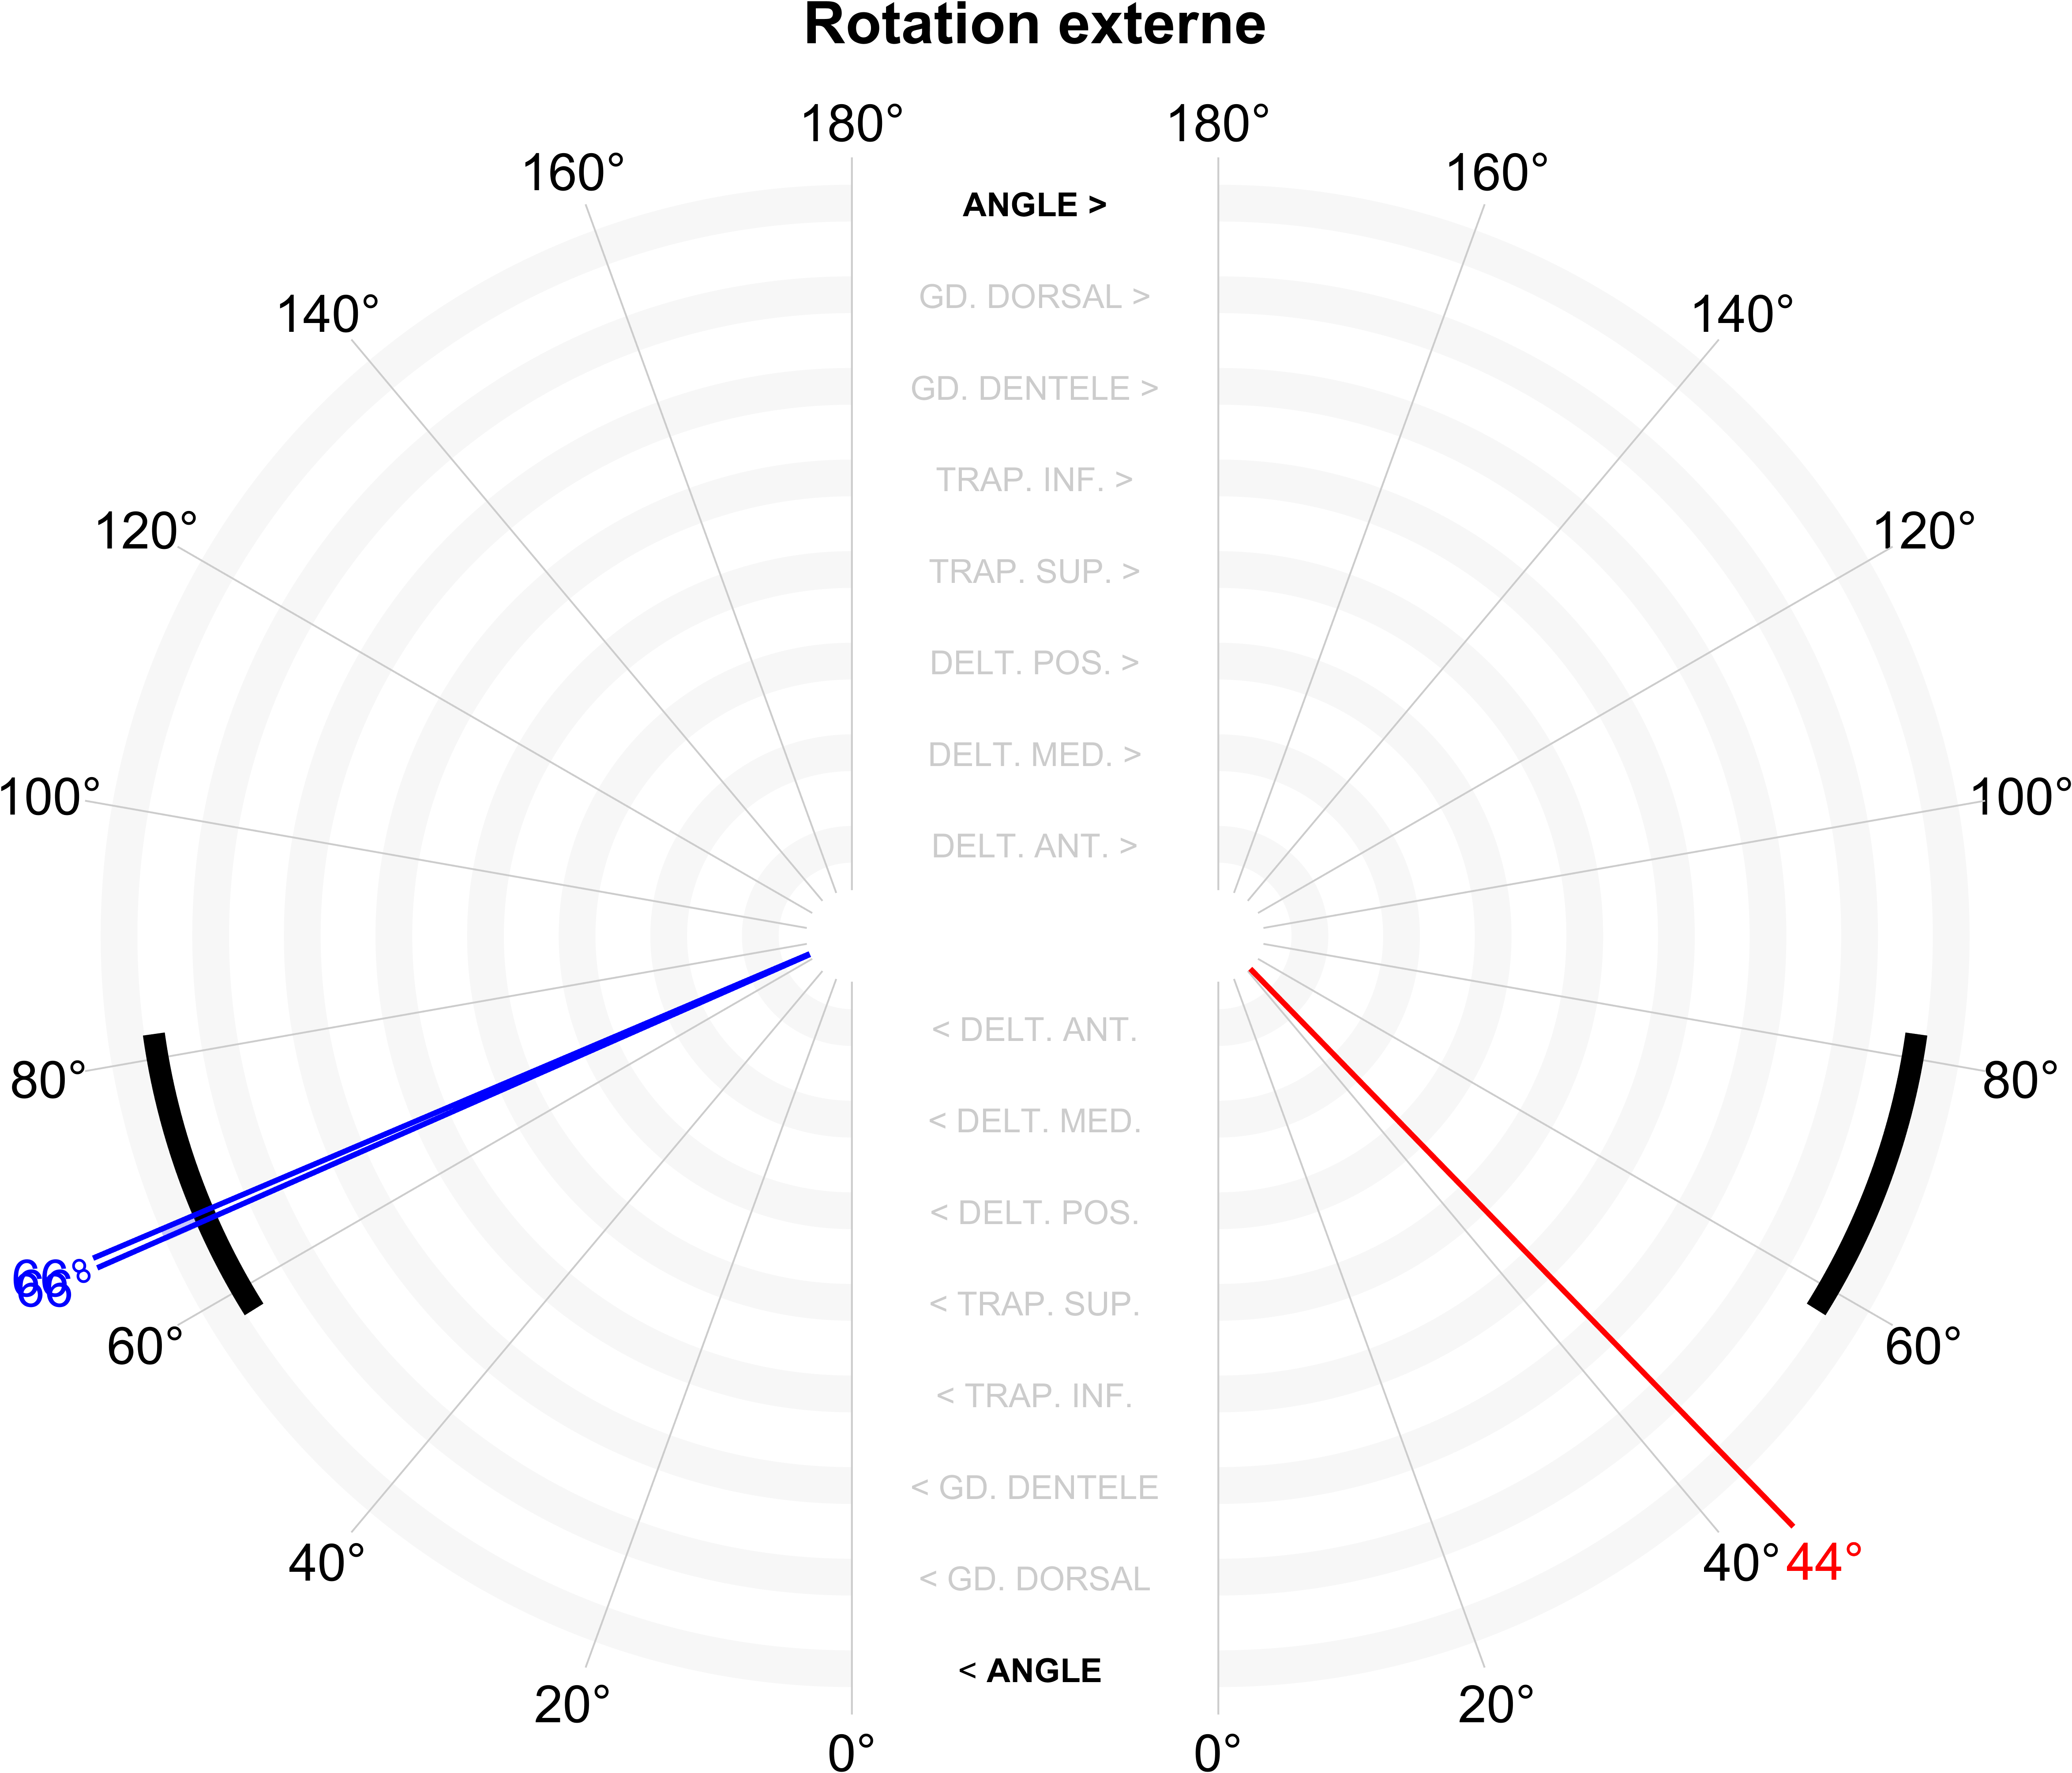 Rotation externe
180° 180°
160° 160°
ANGLE >
GD. DORSAL >
140° 140°
GD. DENTELE >
TRAP. INF. >
120° 120°
TRAP. SUP. >
DELT. POS. >
DELT. MED. >
100° 100°
DELT. ANT. >
< DELT. ANT.
80° 80°
< DELT. MED.
< DELT. POS.
66°
< TRAP. SUP.
60° 60°
< TRAP. INF.
< GD. DENTELE
40° 40° 44°
< GD. DORSAL
< ANGLE
20° 20°
0° 0°